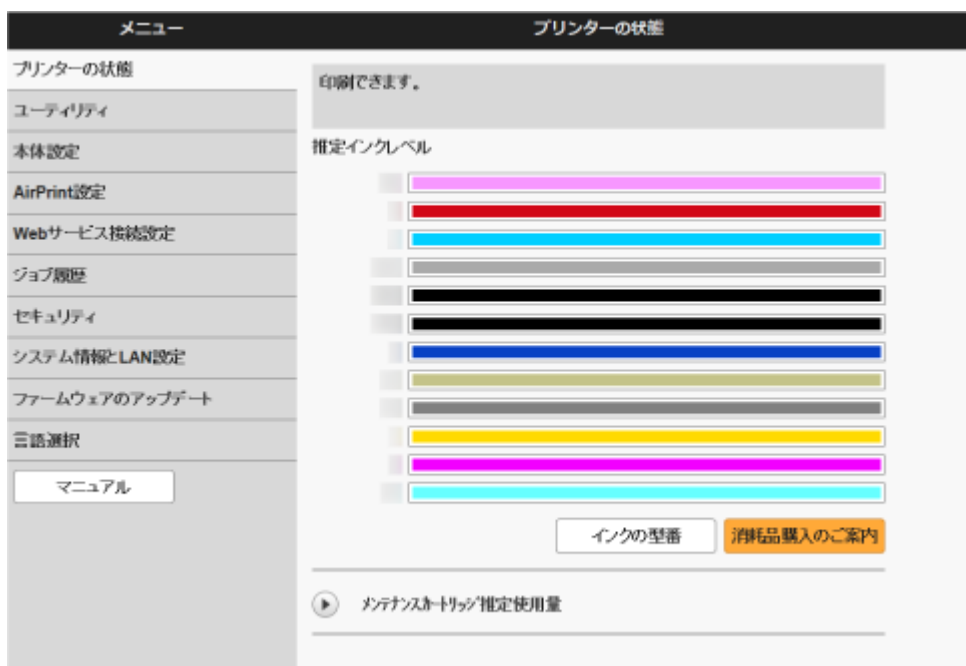 メニュー
プリンターの状態
プリンターの状態
ユーティリティ
本体設定
AirPrint設定
Webサービス接続設定
ジョブ履歴
セキュリティ
システム情報とLAN設定
ファームウェアのアップデート
言語選択
マニュアル
印刷できます。
推定インクレベル
インクの型番
消耗品購入のご案内
メンテナンスカートリッジ推定使用量